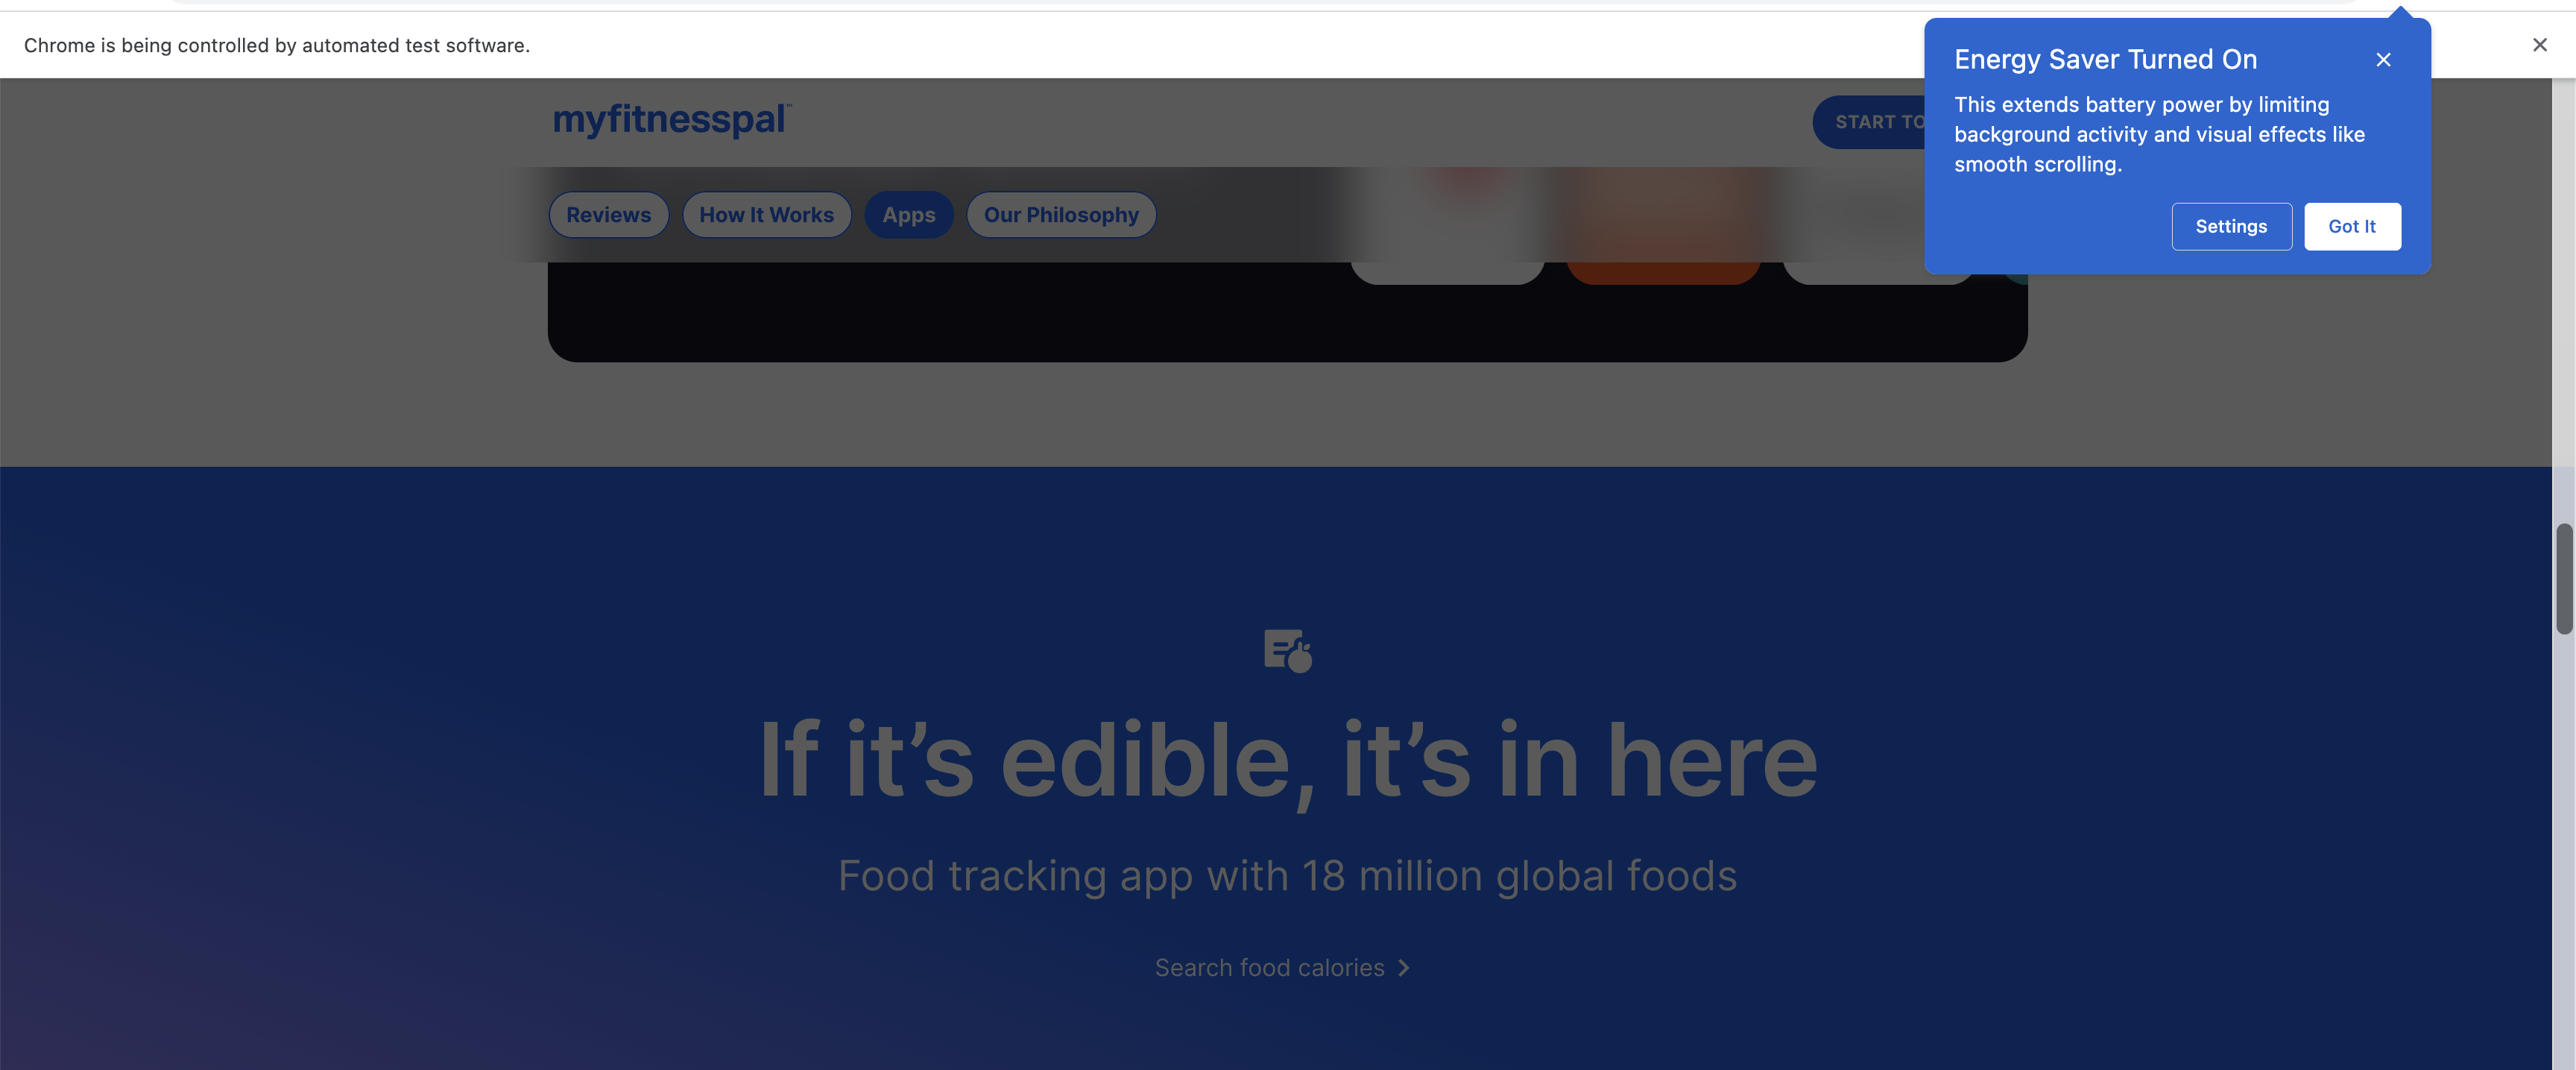 Chrome is being controlled by automated test software.
Energy Saver Turned On
This extends battery power by limiting
background activity and visual effects like
smooth scrolling.
Settings
Got It
myfitnesspal™
START TO
Reviews
How It Works
Apps
Our Philosophy
If it’s edible, it’s in here
Food tracking app with 18 million global foods
Search food calories